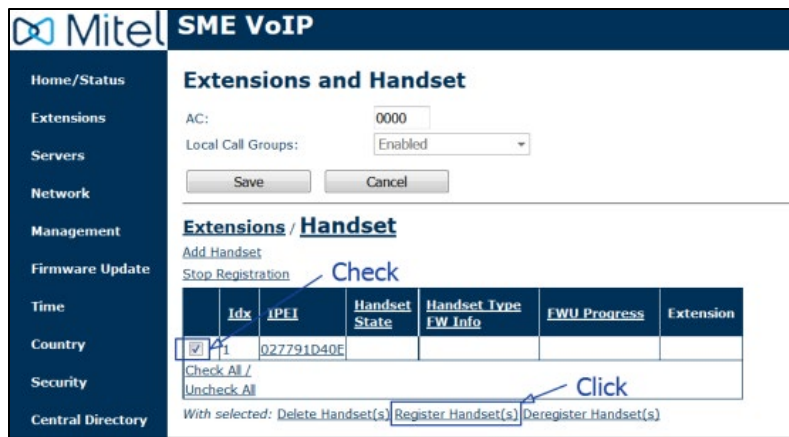 Mitel
SME VoIP
Home/Status
Extensions
Servers
Network
Management
Firmware Update
Time
Country
Security
Central Directory
Extensions and Handset
AC: 0000
Local Call Groups: Enabled
Save Cancel
Extensions / Handset
Add Handset
Stop Registration
Check
Idx IPEI Handset State Handset Type FW Info FWU Progress Extension
1 027791D40E
Check All /
Uncheck All
Click
With selected: Delete Handset(s) Register Handset(s) Deregister Handset(s)